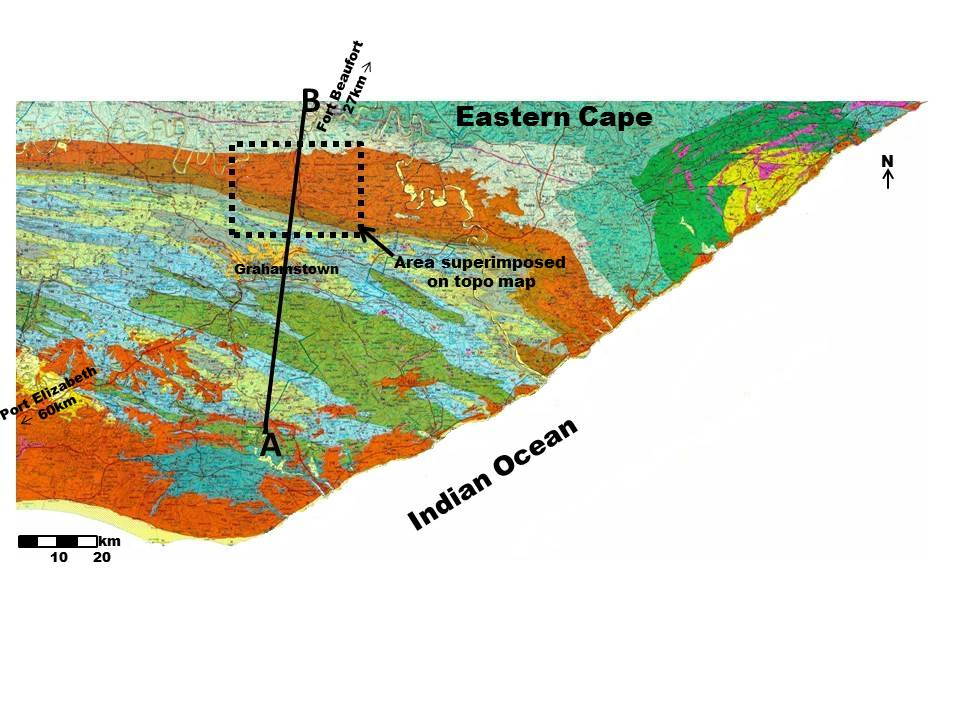 Fort Beaufort
27km →
B
Eastern Cape
N
Grahamstown
Area superimposed
on topo map
Port Elizabeth
← 60km
A
Indian Ocean
km
10 20